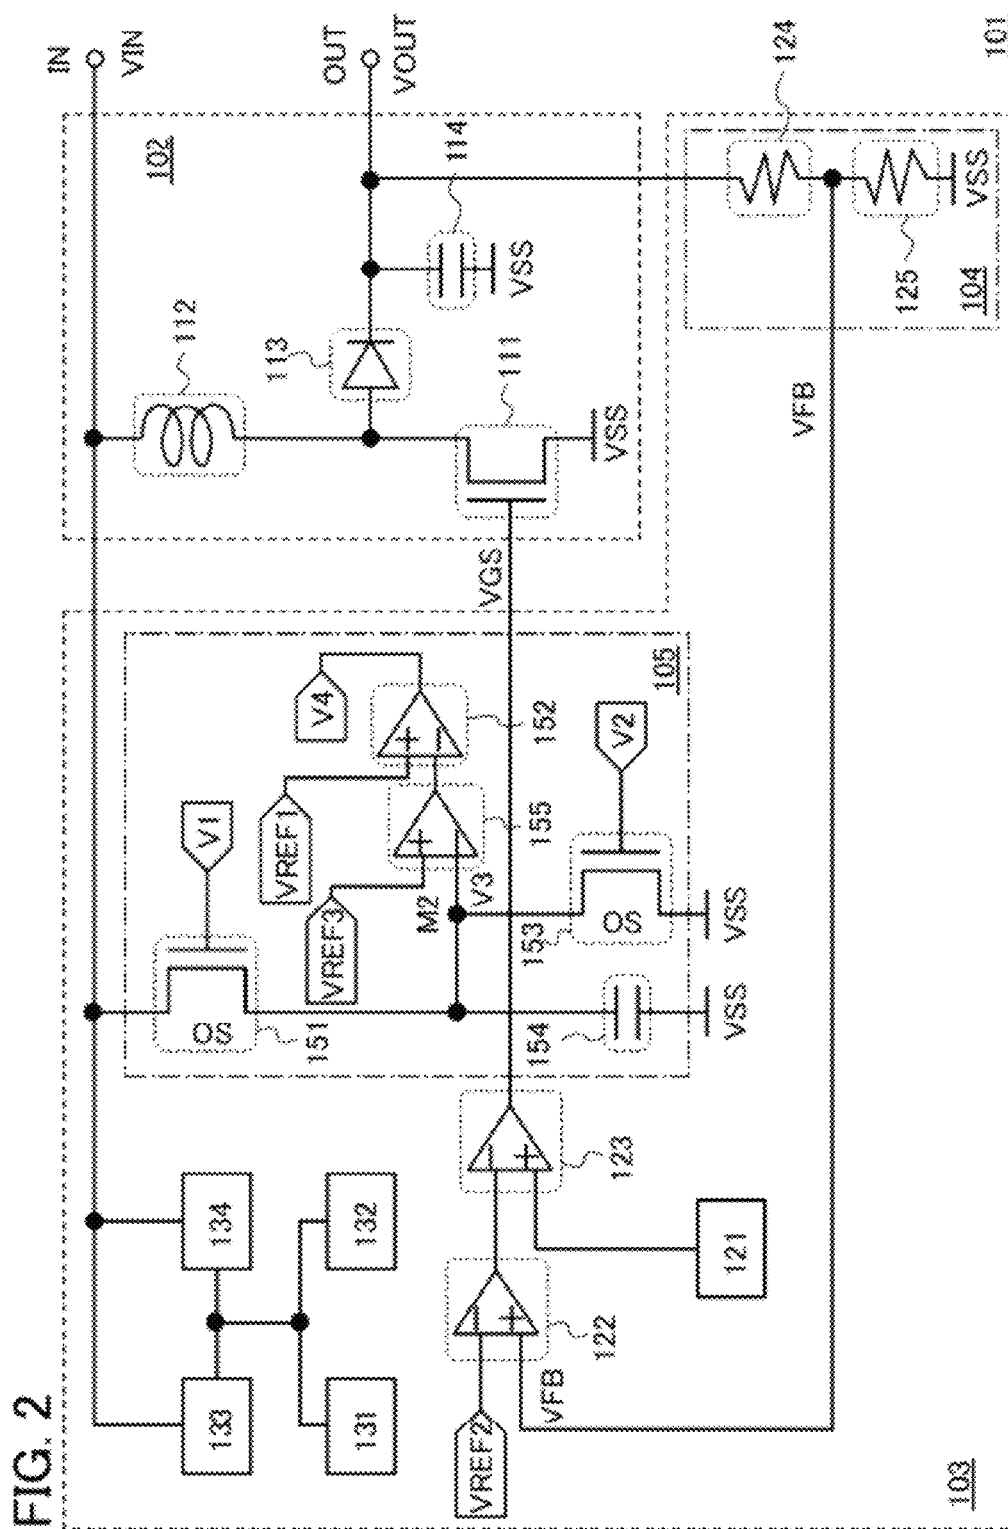 FIG. 2
IN
VIN
OUT
VOUT
102
112
113
114
VSS
111
VSS
VGS
124
125
VSS
104
101
VFB
V1
OS
151
VREF1
V4
VREF3
152
155
M2
V3
105
V2
153
OS
VSS
154
VSS
133
134
131
132
123
122
121
VREF2
VFB
103